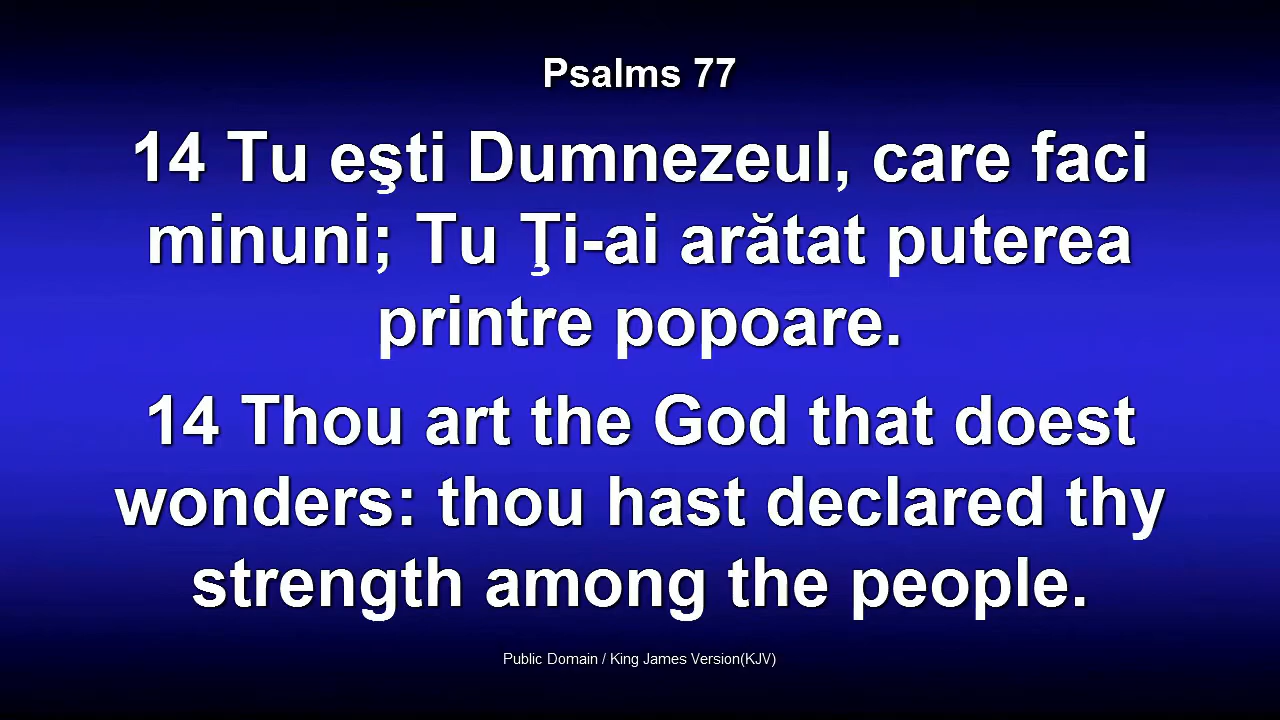 Psalms 77
14 Tu eşti Dumnezeul, care faci
minuni; Tu Ţi-ai arătat puterea
printre popoare.
14 Thou art the God that doest
wonders: thou hast declared thy
strength among the people.
Public Domain / King James Version(KJV)